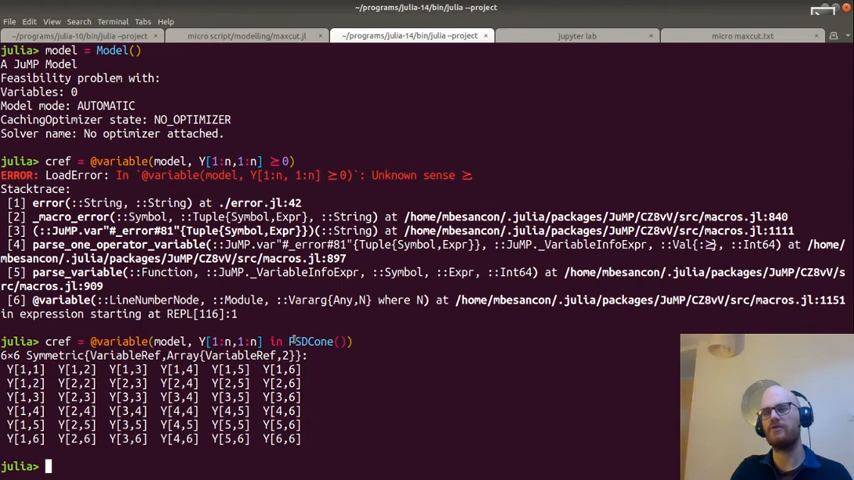 ~/programs/julia-14/bin/julia --project
File Edit View Search Terminal Tabs Help
~/programs/julia-10/bin/julia --project × micro script/modelling/maxcut.jl × ~/programs/julia-14/bin/julia --project × jupyter lab × micro maxcut.txt ×
julia> model = Model()
A JuMP Model
Feasibility problem with:
Variables: 0
Model mode: AUTOMATIC
CachingOptimizer state: NO_OPTIMIZER
Solver name: No optimizer attached.
julia> cref = @variable(model, Y[1:n,1:n] ⪰0)
ERROR: LoadError: In `@variable(model, Y[1:n, 1:n] ⪰0)`: Unknown sense ⪰.
Stacktrace:
[1] error(::String, ::String) at ./error.jl:42
[2] _macro_error(::Symbol, ::Tuple{Symbol,Expr}, ::String) at /home/mbesancon/.julia/packages/JuMP/CZ8vV/src/macros.jl:840
[3] (::JuMP.var"#_error#81"{Tuple{Symbol,Expr}})(::String) at /home/mbesancon/.julia/packages/JuMP/CZ8vV/src/macros.jl:1111
[4] parse_one_operator_variable(::JuMP.var"#_error#81"{Tuple{Symbol,Expr}}, ::JuMP._VariableInfoExpr, ::Val{:⪰}, ::Int64) at /home/
mbesancon/.julia/packages/JuMP/CZ8vV/src/macros.jl:897
[5] parse_variable(::Function, ::JuMP._VariableInfoExpr, ::Symbol, ::Expr, ::Int64) at /home/mbesancon/.julia/packages/JuMP/CZ8vV/s
rc/macros.jl:909
[6] @variable(::LineNumberNode, ::Module, ::Vararg{Any,N} where N) at /home/mbesancon/.julia/packages/JuMP/CZ8vV/src/macros.jl:1151
in expression starting at REPL[116]:1
julia> cref = @variable(model, Y[1:n,1:n] in PSDCone())
6×6 Symmetric{VariableRef,Array{VariableRef,2}}:
Y[1,1] Y[1,2] Y[1,3] Y[1,4] Y[1,5] Y[1,6]
Y[1,2] Y[2,2] Y[2,3] Y[2,4] Y[2,5] Y[2,6]
Y[1,3] Y[2,3] Y[3,3] Y[3,4] Y[3,5] Y[3,6]
Y[1,4] Y[2,4] Y[3,4] Y[4,4] Y[4,5] Y[4,6]
Y[1,5] Y[2,5] Y[3,5] Y[4,5] Y[5,5] Y[5,6]
Y[1,6] Y[2,6] Y[3,6] Y[4,6] Y[5,6] Y[6,6]
julia>